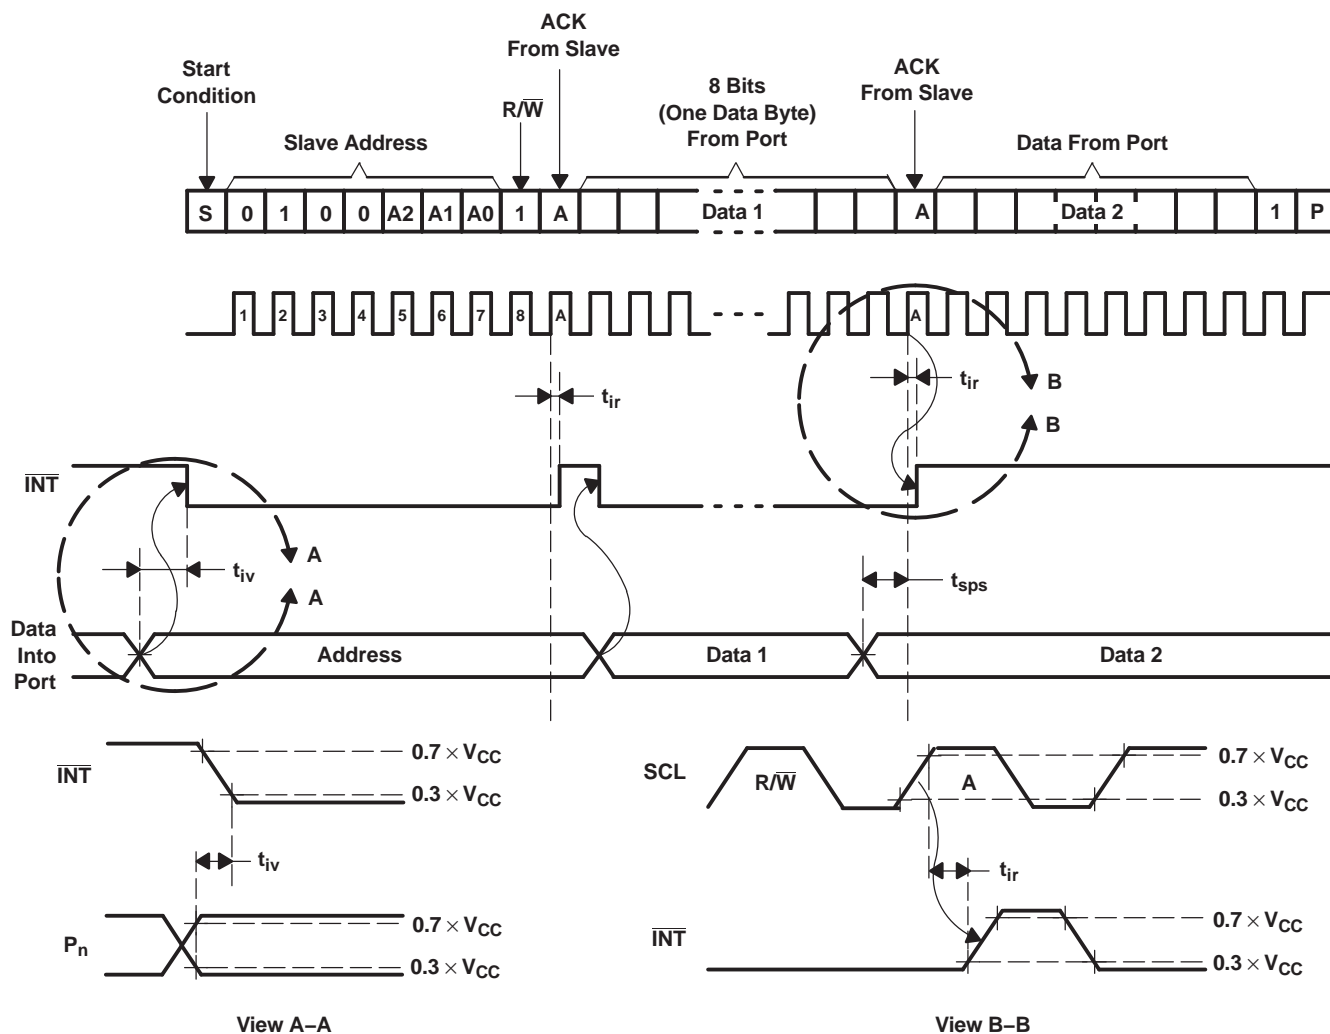 ACK
From Slave
Start
Condition
R/W̅
8 Bits
(One Data Byte)
From Port
ACK
From Slave
Slave Address
Data From Port
S 0 1 0 0 A2 A1 A0 1 A Data 1 A Data 2 1 P
1 2 3 4 5 6 7 8 A A
t_ir
t_ir
B
B
I̅N̅T̅
A
t_iv
A
t_sps
Data
Into
Port
Address
Data 1
Data 2
I̅N̅T̅
0.7 × V_CC
0.3 × V_CC
t_iv
P_n
0.7 × V_CC
0.3 × V_CC
View A–A
SCL
R/W̅
A
0.7 × V_CC
0.3 × V_CC
t_ir
I̅N̅T̅
0.7 × V_CC
0.3 × V_CC
View B–B